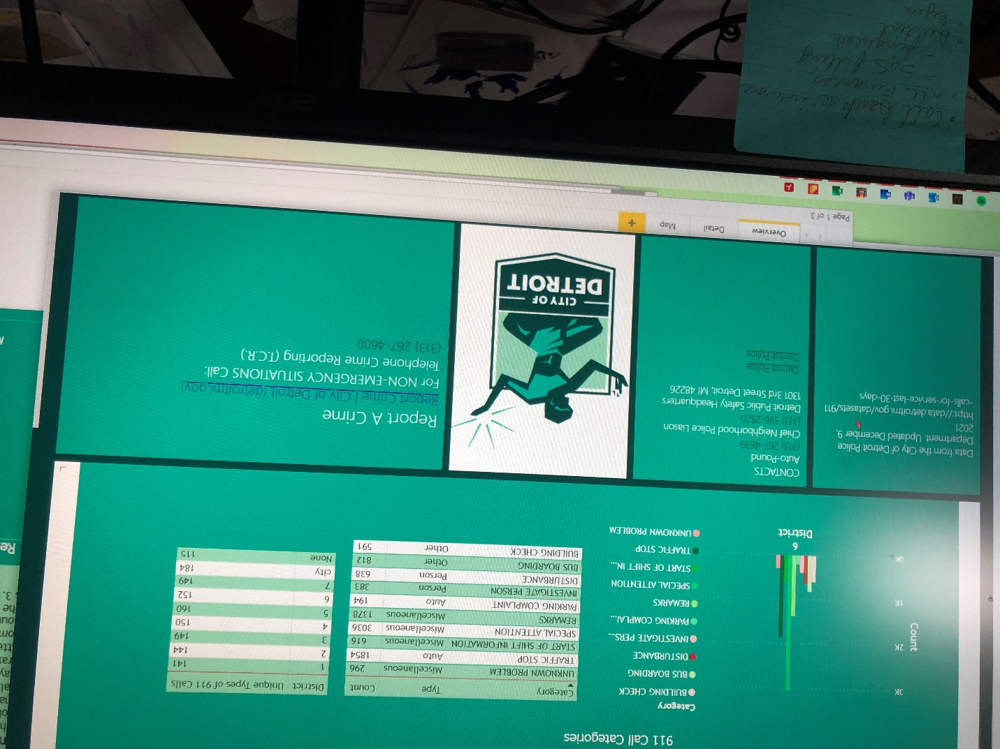 911 Call Categories
Category
BUILDING CHECK
BUS BOARDING
DISTURBANCE
INVESTIGATE PERS...
PARKING COMPLAI...
REMARKS
SPECIAL ATTENTION
START OF SHIFT IN...
TRAFFIC STOP
UNKNOWN PROBLEM
Count
3K
2K
1K
0K
6
District
Category Type Count
UNKNOWN PROBLEM Miscellaneous 296
TRAFFIC STOP Auto 1854
START OF SHIFT INFORMATION Miscellaneous 616
SPECIAL ATTENTION Miscellaneous 3036
REMARKS Miscellaneous 1378
PARKING COMPLAINT Auto 194
INVESTIGATE PERSON Person 383
DISTURBANCE Person 638
BUS BOARDING Other 812
BUILDING CHECK Other 591
District Unique Types of 911 Calls
1 141
2 144
3 149
4 150
5 160
6 152
7 149
city 184
None 115
Data from the City of Detroit Police
Department. Updated December 9,
2021
https://data.detroitmi.gov/datasets/911
-calls-for-service-last-30-days
CONTACTS
Auto-Pound
(313) 267-4639
Chief Neighborhood Police Liason
(313) 596-2520
Detroit Public Safety Headquarters
1301 3rd Street Detroit, MI 48226
Detroit Police
Detroit Police
CITY OF
DETROIT
Report A Crime
Report Crime | City of Detroit (detroitmi.gov)
For NON-EMERGENCY SITUATIONS Call:
Telephone Crime Reporting (T.C.R.)
(313) 267-4600
Overview Detail Map +
Page 1 of 3
Re
• Call bank re:
• LLC Finances
- SOS filing
-
•
• Eyes